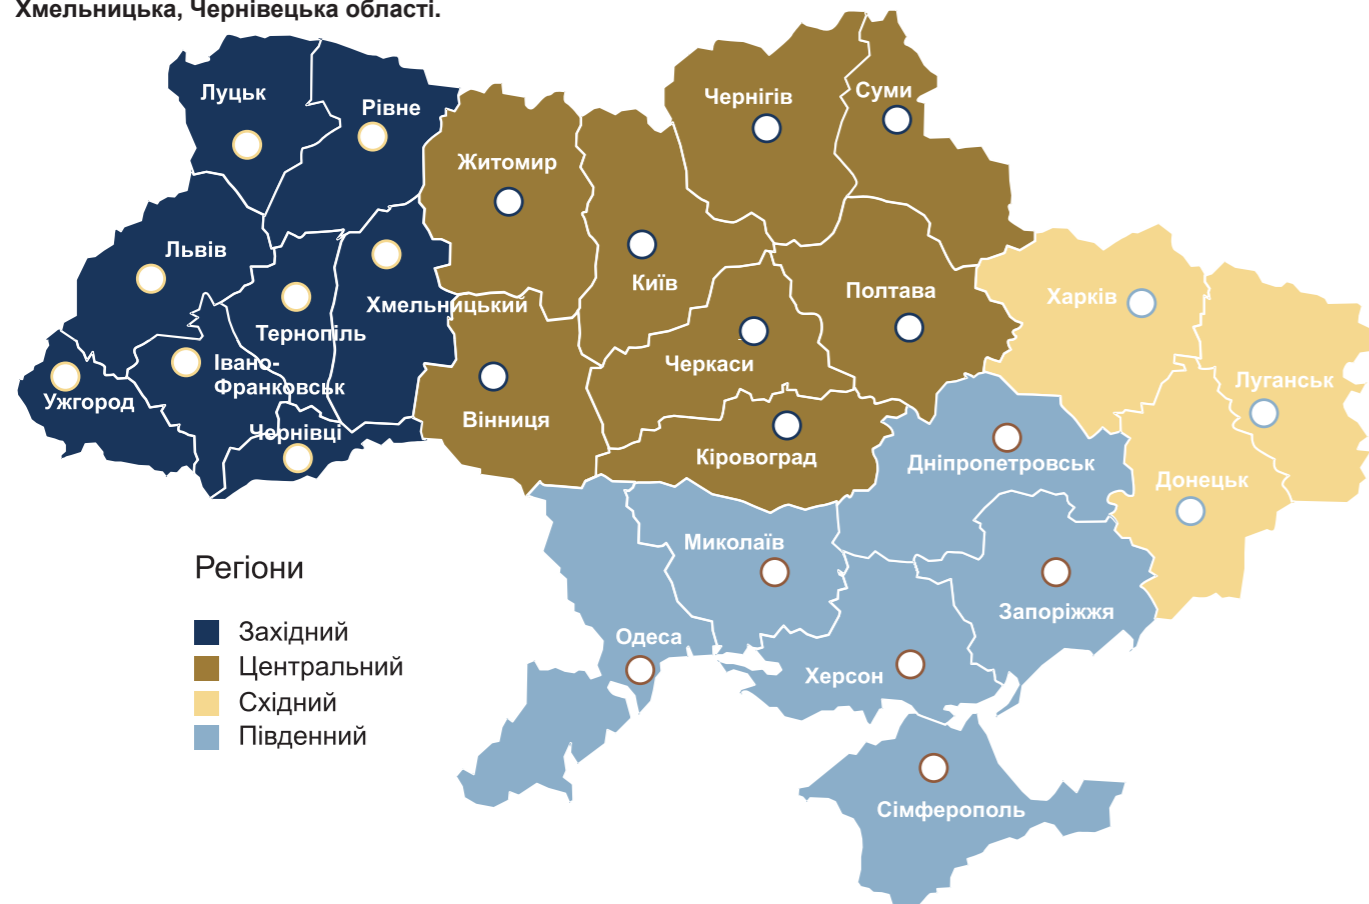 Хмельницька, Чернівецька області.
Луцьк
Рівне
Чернігів
Суми
Житомир
Львів
Київ
Полтава
Харків
Хмельницький
Тернопіль
Івано-
Франковськ
Черкаси
Луганськ
Ужгород
Вінниця
Чернівці
Кіровоград
Дніпропетровськ
Донецьк
Миколаїв
Запоріжжя
Одеса
Херсон
Сімферополь
Регіони
Західний
Центральний
Східний
Південний